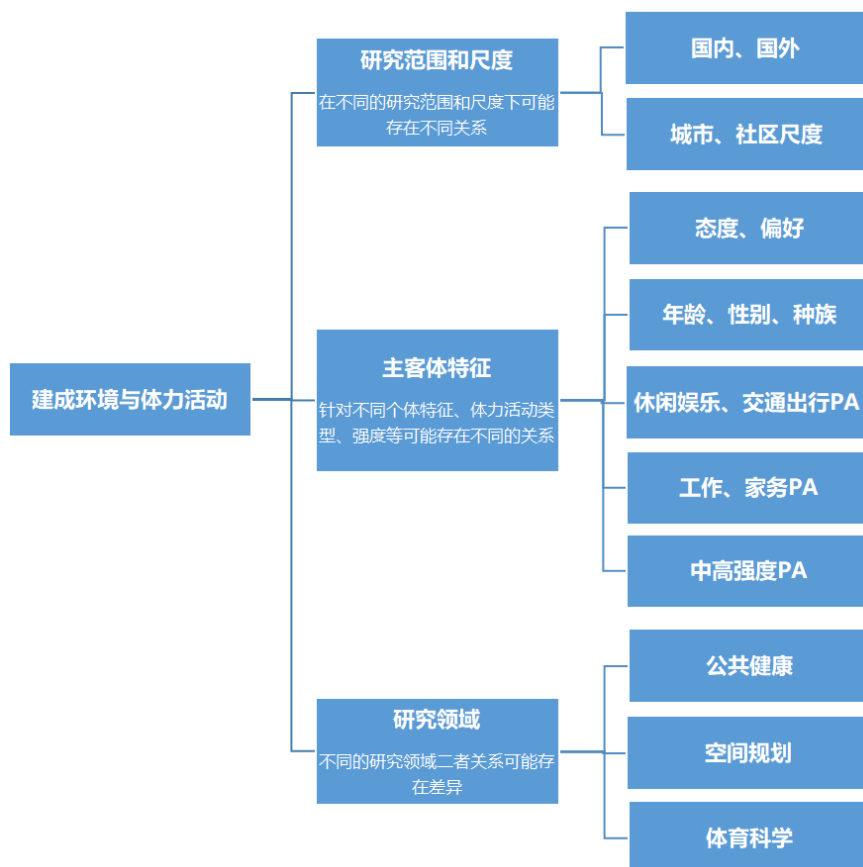 建成环境与体力活动
研究范围和尺度
在不同的研究范围和尺度下可能
存在不同关系
国内、国外
城市、社区尺度
主客体特征
针对不同个体特征、体力活动类
型、强度等可能存在不同的关系
态度、偏好
年龄、性别、种族
休闲娱乐、交通出行PA
工作、家务PA
中高强度PA
研究领域
不同的研究领域二者关系可能存
在差异
公共健康
空间规划
体育科学